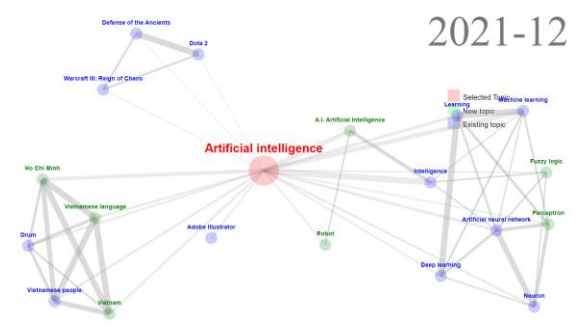 2021-12
Defense of the Ancients
Dota 2
Warcraft III: Reign of Chaos
Selected Topic
New topic
Existing topic
Learning
Machine learning
A.I. Artificial Intelligence
Artificial intelligence
Ho Chi Minh
Intelligence
Fuzzy logic
Vietnamese language
Perceptron
Artificial neural network
Adobe Illustrator
Robot
Drum
Deep learning
Vietnamese people
Vietnam
Neuron